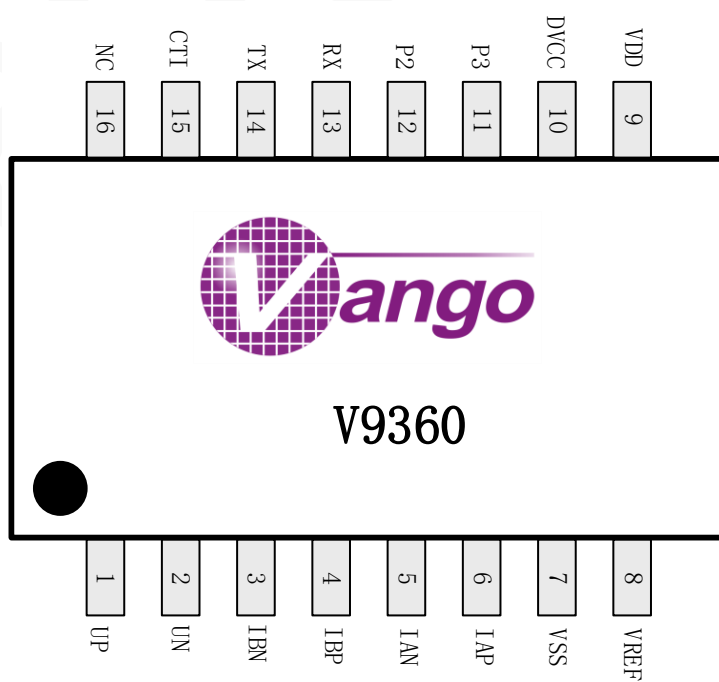 NC CTI TX RX P2 P3 DVCC VDD
16 15 14 13 12 11 10 9
Vango
V9360
1 2 3 4 5 6 7 8
UP UN IBN IBP IAN IAP VSS VREF